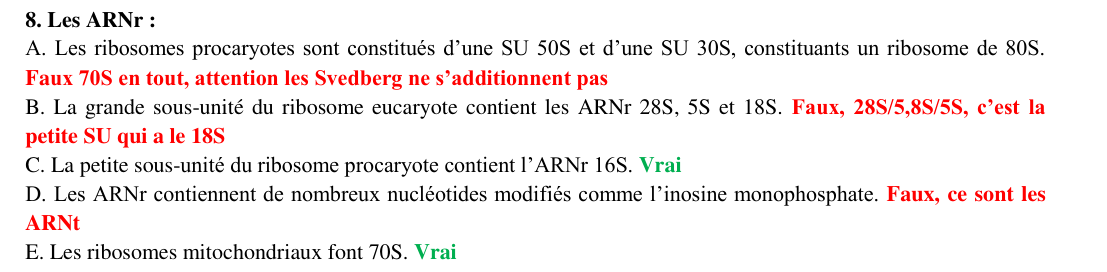 8. Les ARNr :
A. Les ribosomes procaryotes sont constitués d’une SU 50S et d’une SU 30S, constituants un ribosome de 80S.
Faux 70S en tout, attention les Svedberg ne s’additionnent pas
B. La grande sous-unité du ribosome eucaryote contient les ARNr 28S, 5S et 18S. Faux, 28S/5,8S/5S, c’est la
petite SU qui a le 18S
C. La petite sous-unité du ribosome procaryote contient l’ARNr 16S. Vrai
D. Les ARNr contiennent de nombreux nucléotides modifiés comme l’inosine monophosphate. Faux, ce sont les
ARNt
E. Les ribosomes mitochondriaux font 70S. Vrai